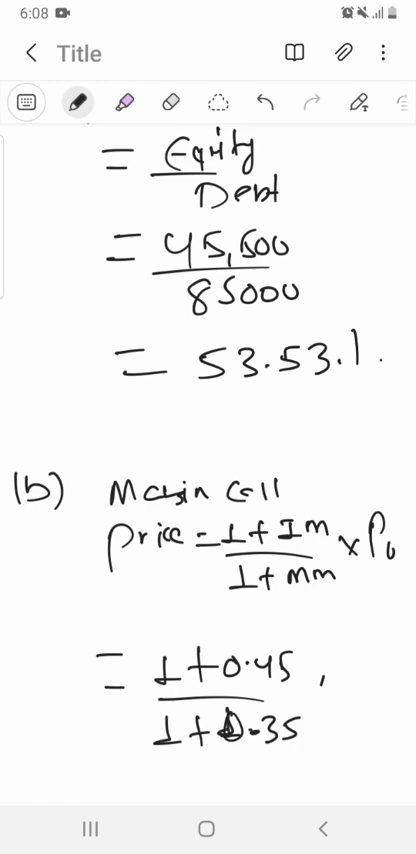 6:08
Title
= Equity
Debt
= 45,500
85000
= 53.53.1.
(b) Margin Call
Price = 1 + Im × P0
1 + mm
= 1 + 0.45,
1 + 0.35